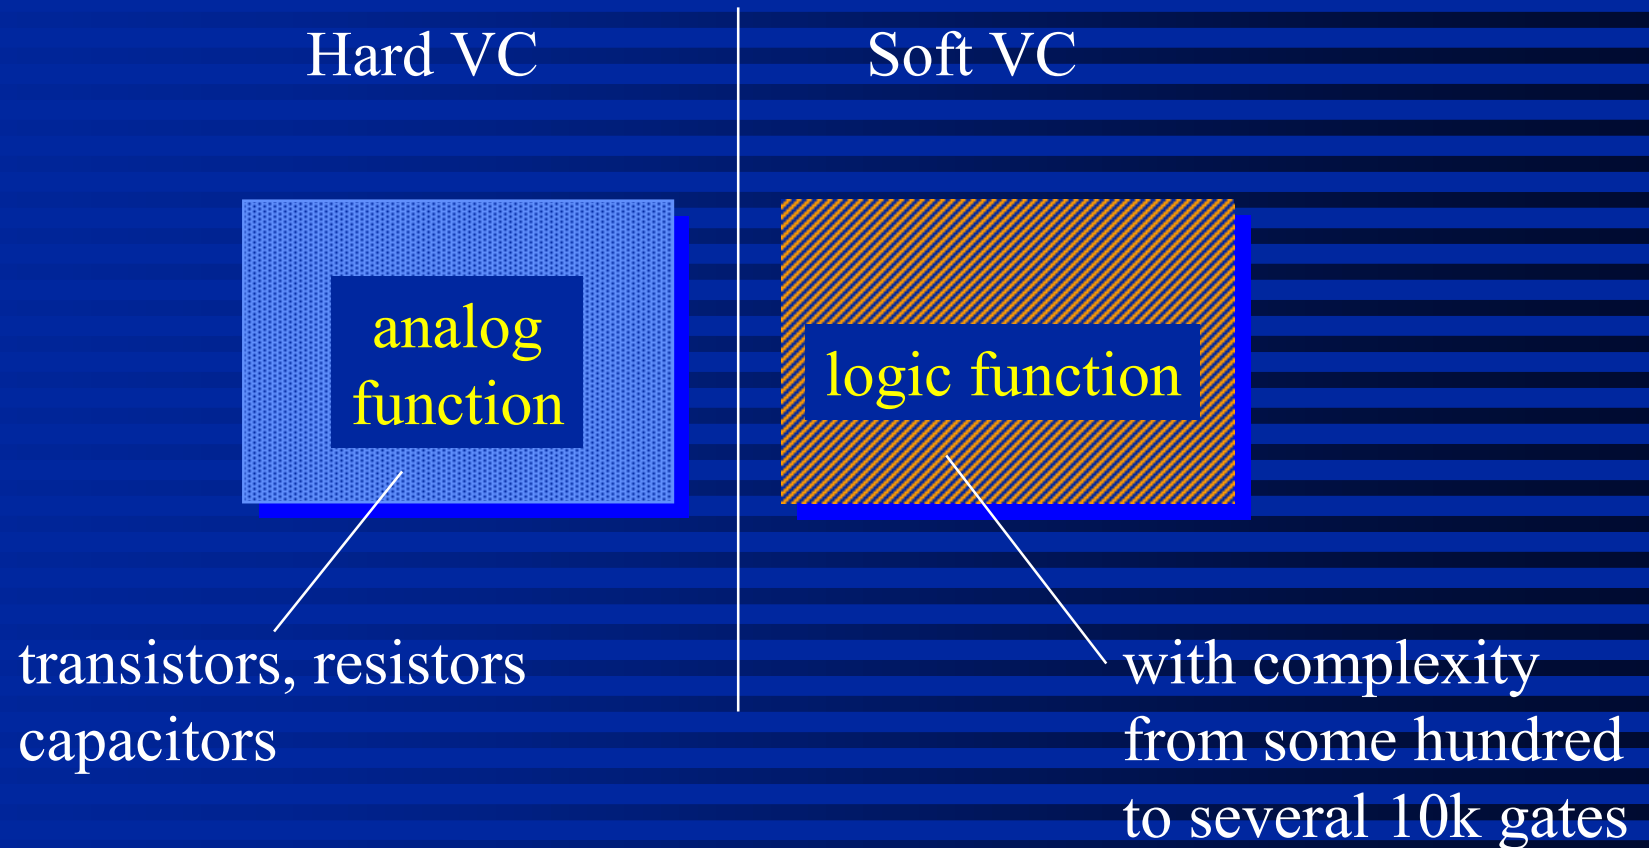 Hard VC
analog
function
transistors, resistors
capacitors
Soft VC
logic function
with complexity
from some hundred
to several 10k gates